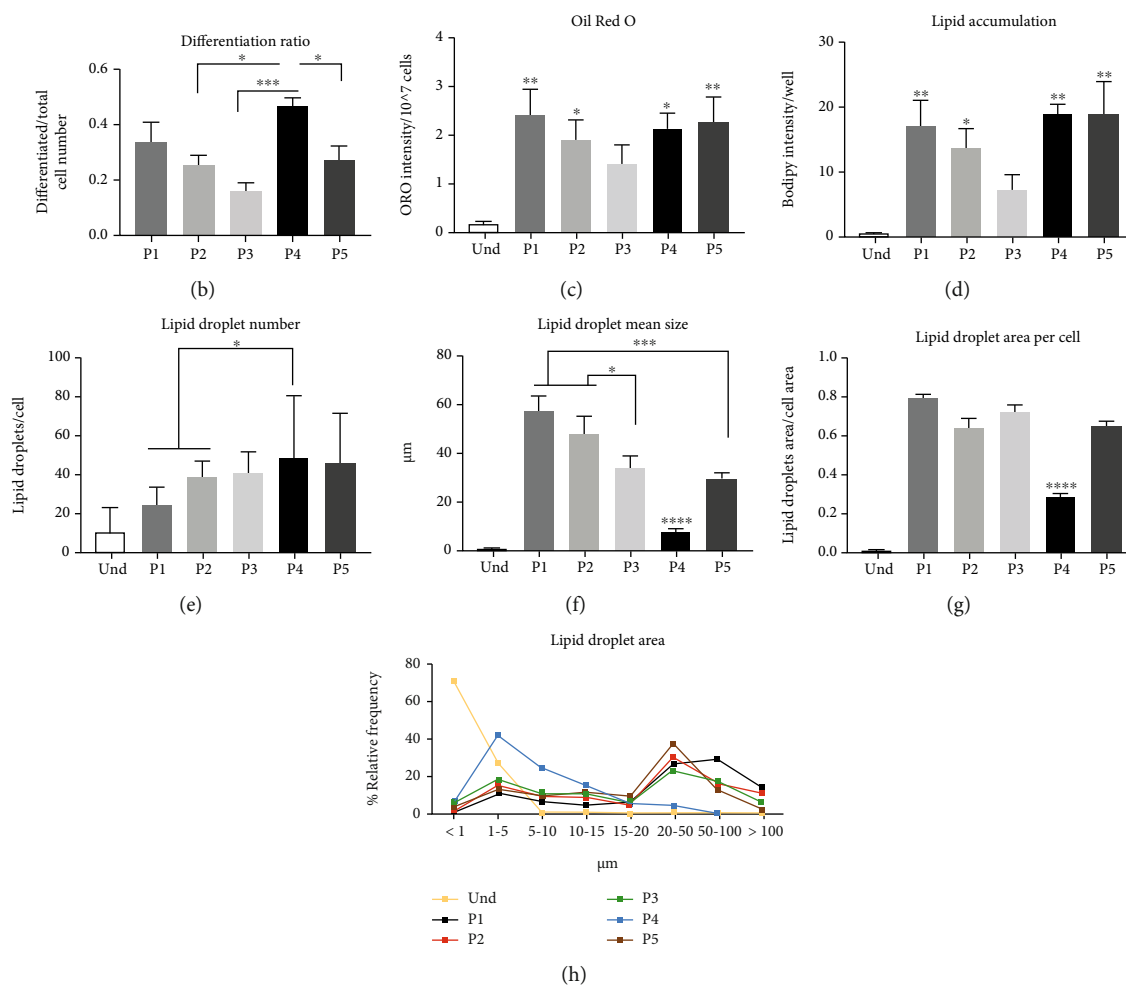 Differentiation ratio
*
*
***
Differentiated/total
cell number
0.6
0.4
0.2
0.0
P1 P2 P3 P4 P5
(b)
Oil Red O
ORO intensity/10^7 cells
4
3
2
1
0
**
*
*
**
Und P1 P2 P3 P4 P5
(c)
Lipid accumulation
Bodipy intensity/well
30
20
10
0
**
*
**
**
Und P1 P2 P3 P4 P5
(d)
Lipid droplet number
Lipid droplets/cell
100
80
60
40
20
0
*
Und P1 P2 P3 P4 P5
(e)
Lipid droplet mean size
µm
60
40
20
0
***
*
****
Und P1 P2 P3 P4 P5
(f)
Lipid droplet area per cell
Lipid droplets area/cell area
1.0
0.8
0.6
0.4
0.2
0.0
****
Und P1 P2 P3 P4 P5
(g)
Lipid droplet area
% Relative frequency
80
60
40
20
0
< 1 1-5 5-10 10-15 15-20 20-50 50-100 > 100
µm
Und
P1
P2
P3
P4
P5
(h)